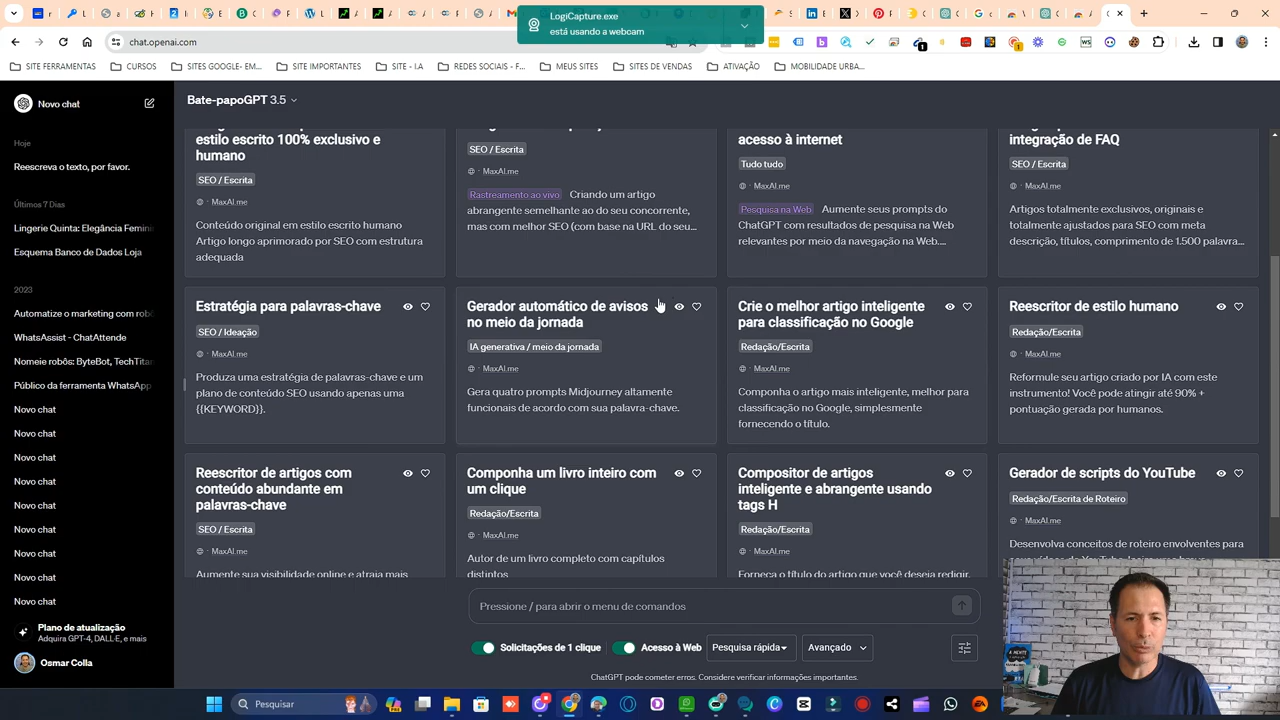 LogiCapture.exe
está usando a webcam
chat.openai.com
SITE FERRAMENTAS
CURSOS
SITES GOOGLE- EM...
SITE IMPORTANTES
SITE - I.A
REDES SOCIAIS - F...
MEUS SITES
SITES DE VENDAS
ATIVAÇÃO
MOBILIDADE URBA...
Novo chat
Hoje
Reescreva o texto, por favor.
Últimos 7 Dias
Lingerie Quinta: Elegância Femini
Esquema Banco de Dados Loja
2023
Automatize o marketing com robô
WhatsAssist - ChatAttende
Nomeie robôs: ByteBot, TechTitan
Público da ferramenta WhatsApp
Novo chat
Novo chat
Novo chat
Novo chat
Novo chat
Novo chat
Novo chat
Novo chat
Novo chat
Plano de atualização
Adquira GPT-4, DALL·E, e mais
Osmar Colla
Bate-papoGPT 3.5
estilo escrito 100% exclusivo e
humano
SEO / Escrita
MaxAI.me
Conteúdo original em estilo escrito humano
Artigo longo aprimorado por SEO com estrutura
adequada
SEO / Escrita
MaxAI.me
Rastreamento ao vivo Criando um artigo
abrangente semelhante ao do seu concorrente,
mas com melhor SEO (com base na URL do seu...
acesso à internet
Tudo tudo
MaxAI.me
Pesquisa na Web Aumente seus prompts do
ChatGPT com resultados de pesquisa na Web
relevantes por meio da navegação na Web....
integração de FAQ
SEO / Escrita
MaxAI.me
Artigos totalmente exclusivos, originais e
totalmente ajustados para SEO com meta
descrição, títulos, comprimento de 1.500 palavra...
Estratégia para palavras-chave
SEO / Ideação
MaxAI.me
Produza uma estratégia de palavras-chave e um
plano de conteúdo SEO usando apenas uma
{{KEYWORD}}.
Gerador automático de avisos
no meio da jornada
IA generativa / meio da jornada
MaxAI.me
Gera quatro prompts Midjourney altamente
funcionais de acordo com sua palavra-chave.
Crie o melhor artigo inteligente
para classificação no Google
Redação/Escrita
MaxAI.me
Componha o artigo mais inteligente, melhor para
classificação no Google, simplesmente
fornecendo o título.
Reescritor de estilo humano
Redação/Escrita
MaxAI.me
Reformule seu artigo criado por IA com este
instrumento! Você pode atingir até 90% +
pontuação gerada por humanos.
Reescritor de artigos com
conteúdo abundante em
palavras-chave
SEO / Escrita
MaxAI.me
Aumente sua visibilidade online e atraia mais
Componha um livro inteiro com
um clique
Redação/Escrita
MaxAI.me
Autor de um livro completo com capítulos
distintos
Compositor de artigos
inteligente e abrangente usando
tags H
Redação/Escrita
MaxAI.me
Forneça o título do artigo que você deseja redigir,
Gerador de scripts do YouTube
Redação/Escrita de Roteiro
MaxAI.me
Desenvolva conceitos de roteiro envolventes para
Pressione / para abrir o menu de comandos
Solicitações de 1 clique
Acesso à Web
Pesquisa rápida
Avançado
ChatGPT pode cometer erros. Considere verificar informações importantes.
Pesquisar